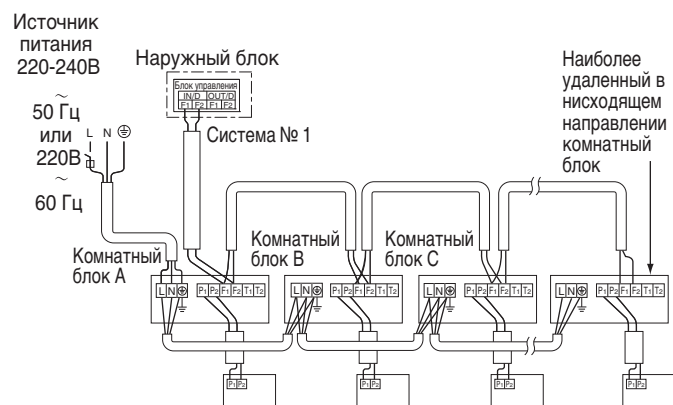 Источник
питания
220-240В
~
50 Гц
или
220В
~
60 Гц
L N
Наружный блок
Блок управления
IN/D OUT/D
F1 F2 F1 F2
Система № 1
Наиболее
удаленный в
нисходящем
направлении
комнатный
блок
Комнатный
блок A
Комнатный
блок B
Комнатный
блок C
L N P1 P2 F1 F2 T1 T2
L N P1 P2 F1 F2 T1 T2
L N P1 P2 F1 F2 T1 T2
L N P1 P2 F1 F2 T1 T2
P1 P2
P1 P2
P1 P2
P1 P2